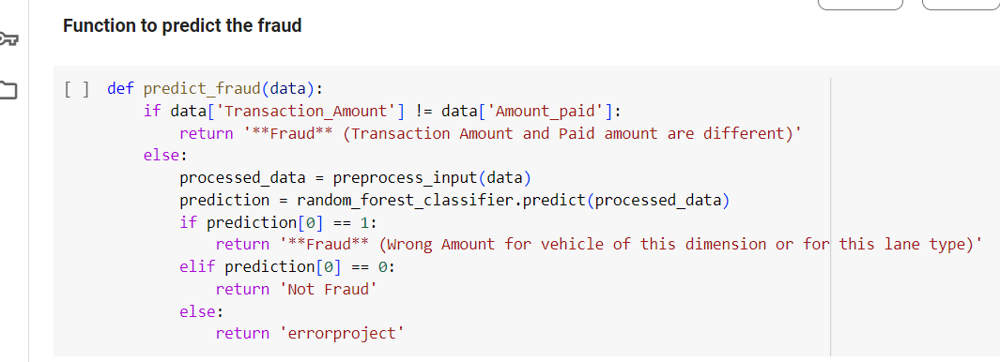 Function to predict the fraud
[ ] def predict_fraud(data):
if data['Transaction_Amount'] != data['Amount_paid']:
return '**Fraud** (Transaction Amount and Paid amount are different)'
else:
processed_data = preprocess_input(data)
prediction = random_forest_classifier.predict(processed_data)
if prediction[0] == 1:
return '**Fraud** (Wrong Amount for vehicle of this dimension or for this lane type)'
elif prediction[0] == 0:
return 'Not Fraud'
else:
return 'errorproject'